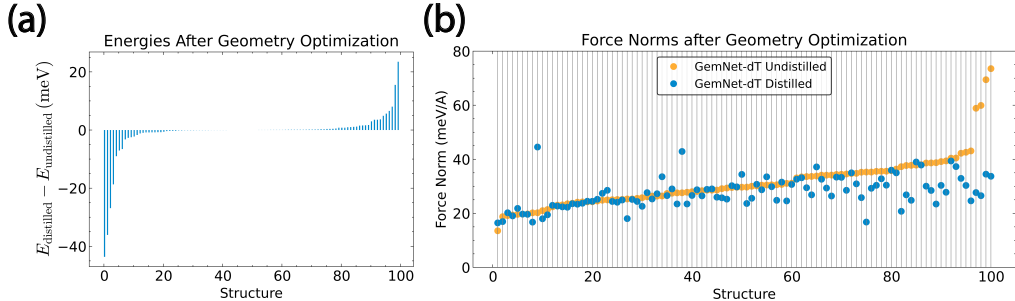 (a)
Energies After Geometry Optimization
E_distilled − E_undistilled (meV)
20
0
−20
−40
0
20
40
60
80
100
Structure
(b)
Force Norms after Geometry Optimization
GemNet-dT Undistilled
GemNet-dT Distilled
Force Norm (meV/A)
80
60
40
20
0
0
20
40
60
80
100
Structure